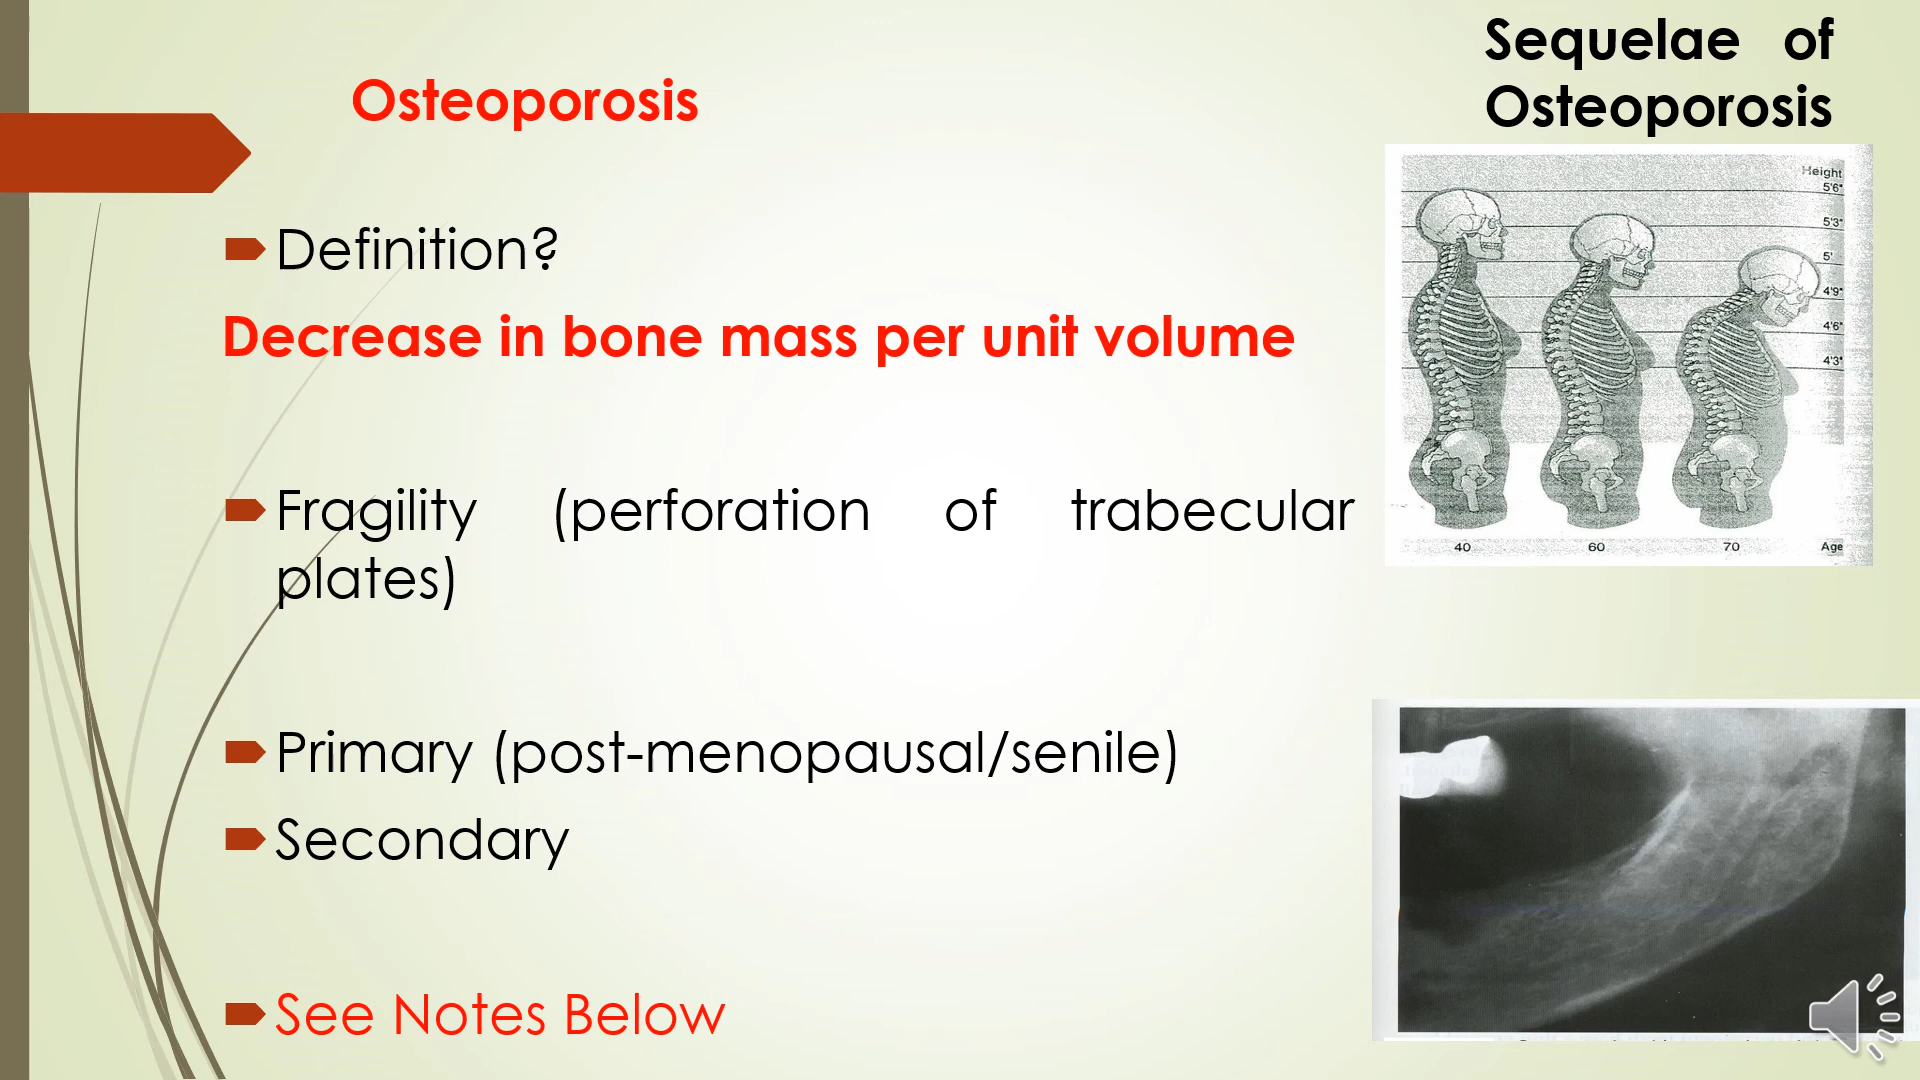 Sequelae of
Osteoporosis
Osteoporosis
Definition?
Decrease in bone mass per unit volume
Fragility (perforation of trabecular
plates)
Primary (post-menopausal/senile)
Secondary
See Notes Below
Height
5'6"
5'3"
5'
4'9"
4'6"
4'3"
40 60 70 Age